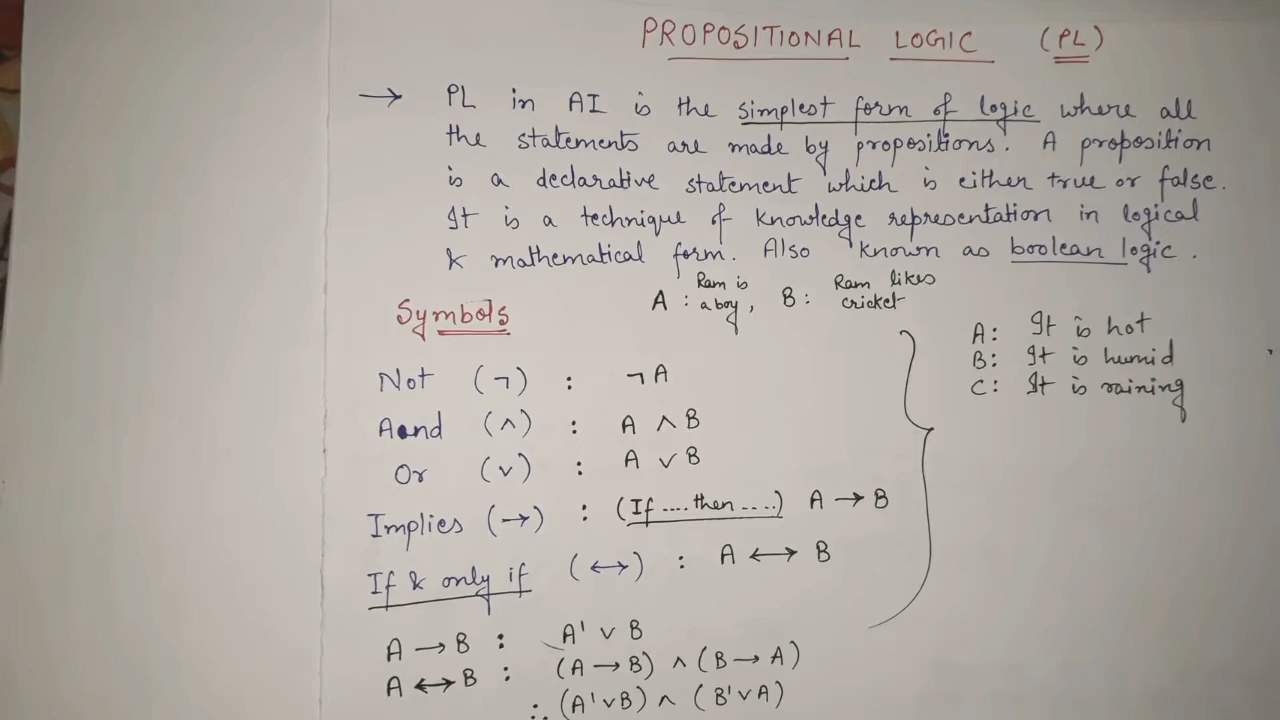 PROPOSITIONAL LOGIC (PL)
→ PL in AI is the simplest form of logic where all
the statements are made by propositions. A proposition
is a declarative statement which is either true or false.
It is a technique of knowledge representation in logical
& mathematical form. Also known as boolean logic.
A : Ram is a boy, B : Ram likes cricket
Symbols
A: It is hot
B: It is humid
C: It is raining
Not (¬) : ¬A
Aand (∧) : A ∧ B
Or (∨) : A ∨ B
Implies (→) : (If ....then ....) A → B
If & only if (↔) : A ↔ B
A → B : A' ∨ B
A ↔ B : (A → B) ∧ (B → A)
∴ (A'∨B) ∧ (B'∨A)